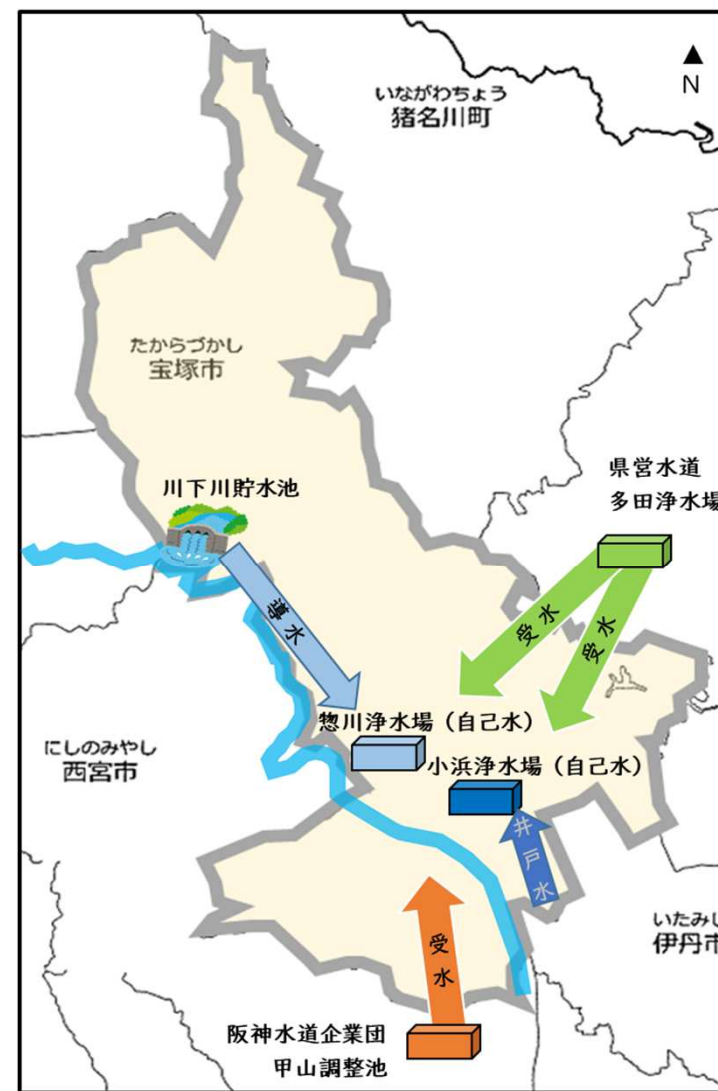 N
いながわちょう
猪名川町
たからづかし
宝塚市
川下川貯水池
県営水道
多田浄水場
導水
受水
受水
惣川浄水場（自己水）
にしのみやし
西宮市
小浜浄水場（自己水）
井戸水
いたみし
伊丹市
受水
阪神水道企業団
甲山調整池